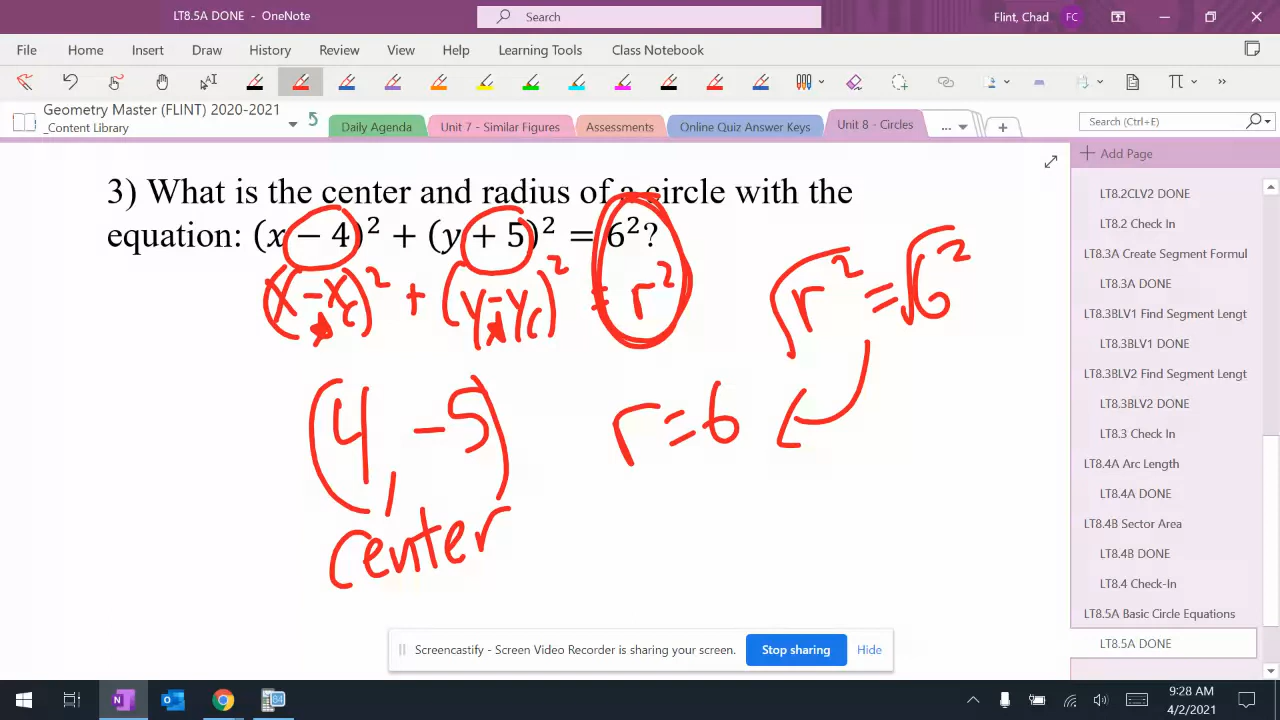 LT8.5A DONE - OneNote
Search
Flint, Chad FC
File Home Insert Draw History Review View Help Learning Tools Class Notebook
Geometry Master (FLINT) 2020-2021
_Content Library
Daily Agenda Unit 7 - Similar Figures Assessments Online Quiz Answer Keys Unit 8 - Circles ...
Search (Ctrl+E)
Add Page
3) What is the center and radius of a circle with the
equation: (x − 4)² + (y + 5)² = 6²?
(x - x_c)² + (y - y_c)² = r²
√r² = √6²
(4, -5)
r = 6
center
LT8.2CLV2 DONE
LT8.2 Check In
LT8.3A Create Segment Formul
LT8.3A DONE
LT8.3BLV1 Find Segment Lengt
LT8.3BLV1 DONE
LT8.3BLV2 Find Segment Lengt
LT8.3BLV2 DONE
LT8.3 Check In
LT8.4A Arc Length
LT8.4A DONE
LT8.4B Sector Area
LT8.4B DONE
LT8.4 Check-In
LT8.5A Basic Circle Equations
LT8.5A DONE
Screencastify - Screen Video Recorder is sharing your screen. Stop sharing Hide
9:28 AM
4/2/2021